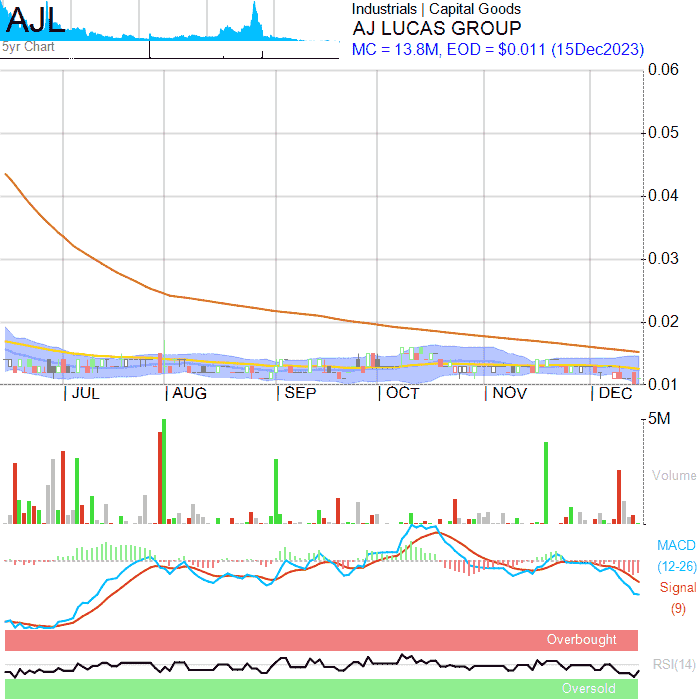 AJL
5yr Chart
Industrials | Capital Goods
AJ LUCAS GROUP
MC = 13.8M, EOD = $0.011 (15Dec2023)
0.06
0.05
0.04
0.03
0.02
0.01
JUL AUG SEP OCT NOV DEC
5M
Volume
MACD
(12-26)
Signal
(9)
Overbought
RSI(14)
Oversold